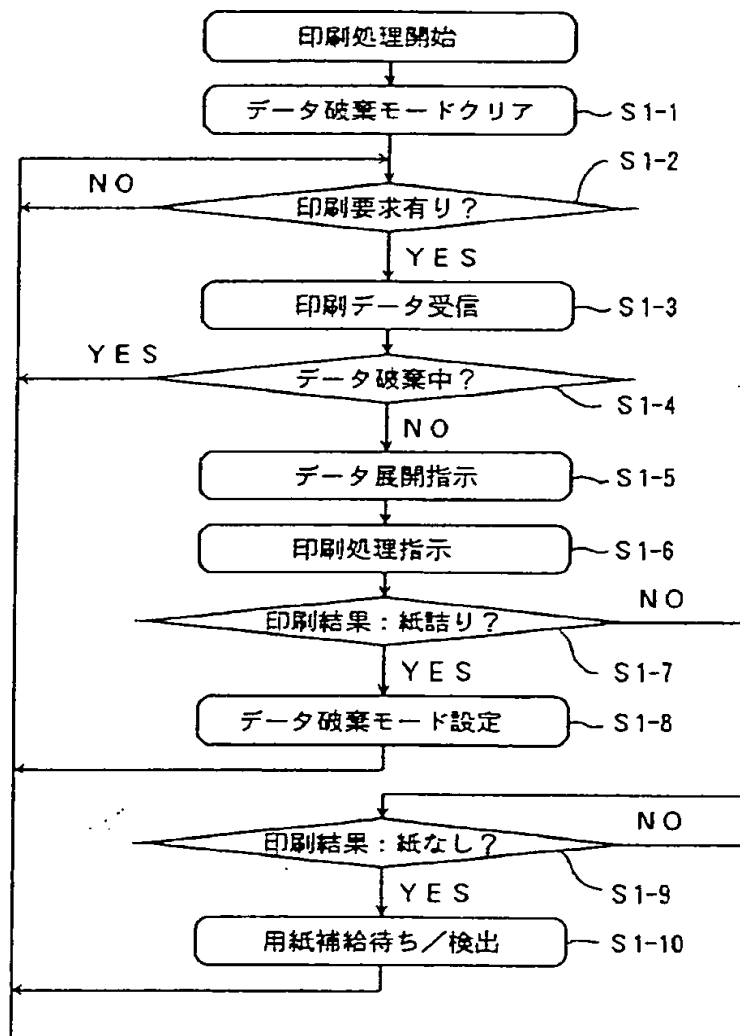 印刷処理開始
データ破棄モードクリア S1-1
S1-2
NO
印刷要求有り？
YES
印刷データ受信 S1-3
YES
データ破棄中？
S1-4
NO
データ展開指示 S1-5
印刷処理指示 S1-6
NO
印刷結果：紙詰り？
YES S1-7
データ破棄モード設定 S1-8
NO
印刷結果：紙なし？
YES S1-9
用紙補給待ち／検出 S1-10